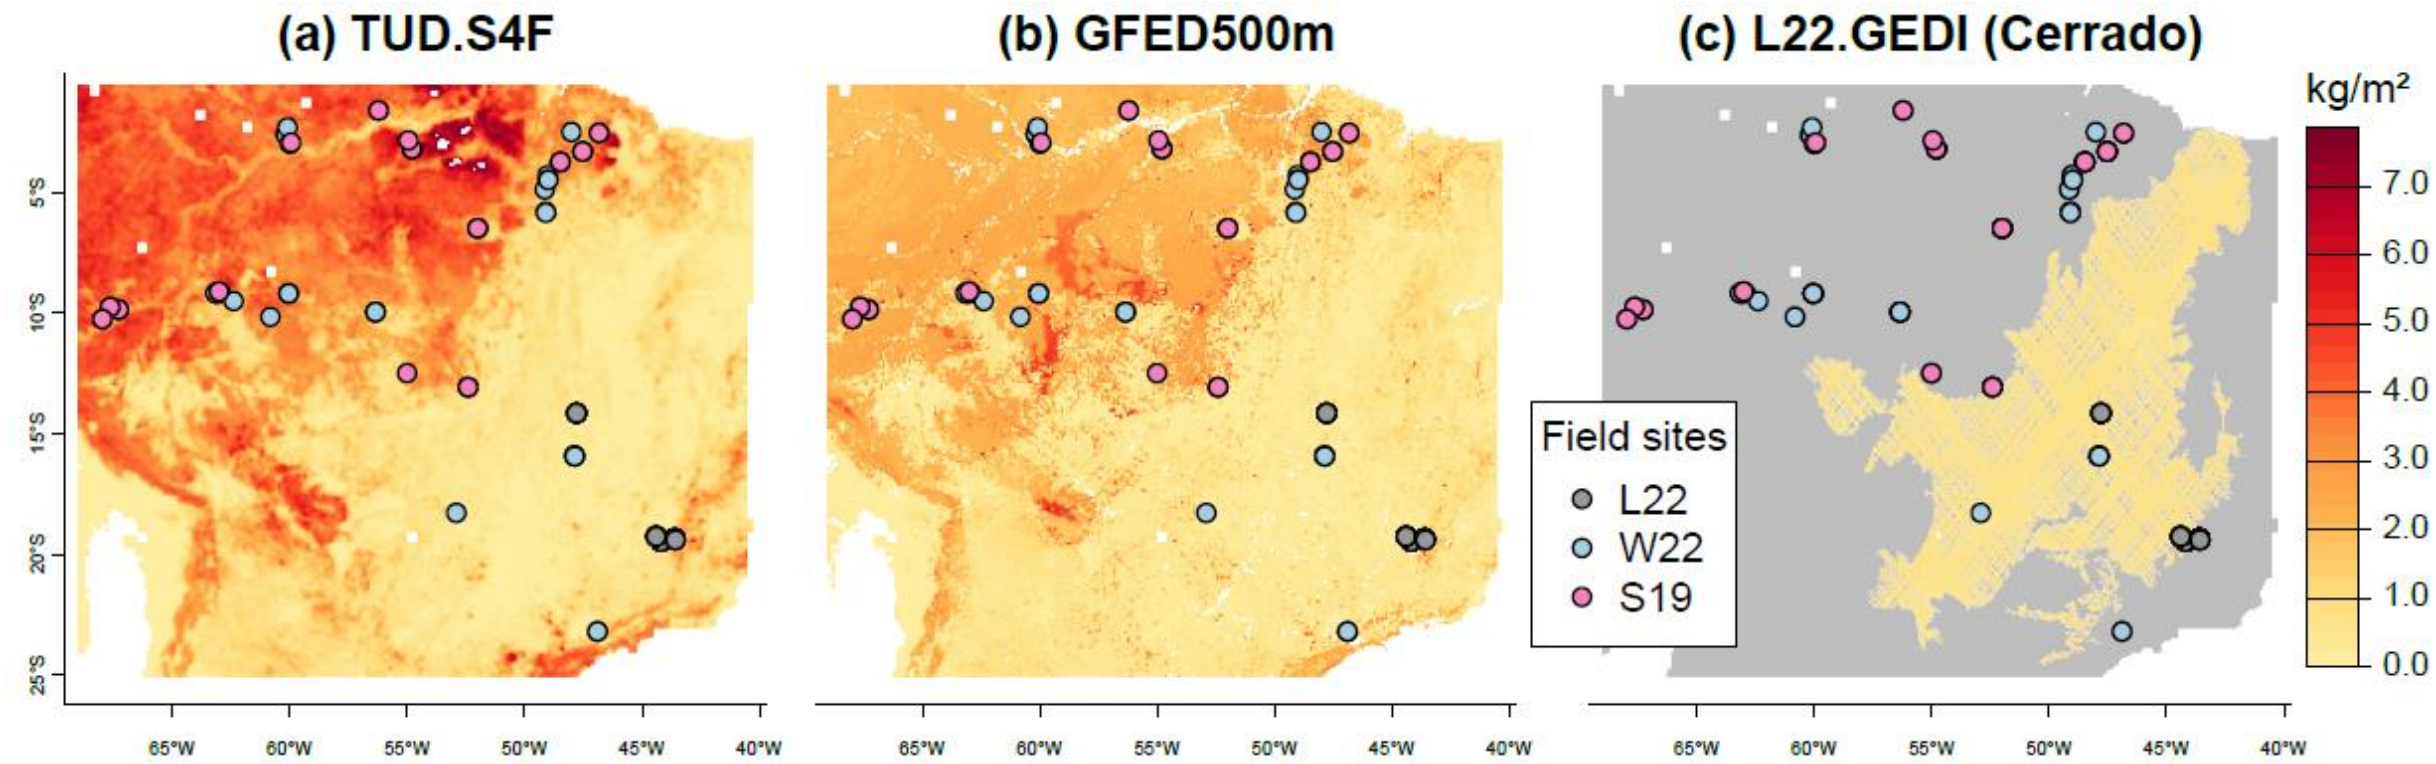 (a) TUD.S4F
(b) GFED500m
(c) L22.GEDI (Cerrado)
kg/m²
7.0
6.0
5.0
4.0
3.0
2.0
1.0
0.0
5°S
10°S
15°S
20°S
25°S
Field sites
L22
W22
S19
65°W 60°W 55°W 50°W 45°W 40°W
65°W 60°W 55°W 50°W 45°W 40°W
65°W 60°W 55°W 50°W 45°W 40°W